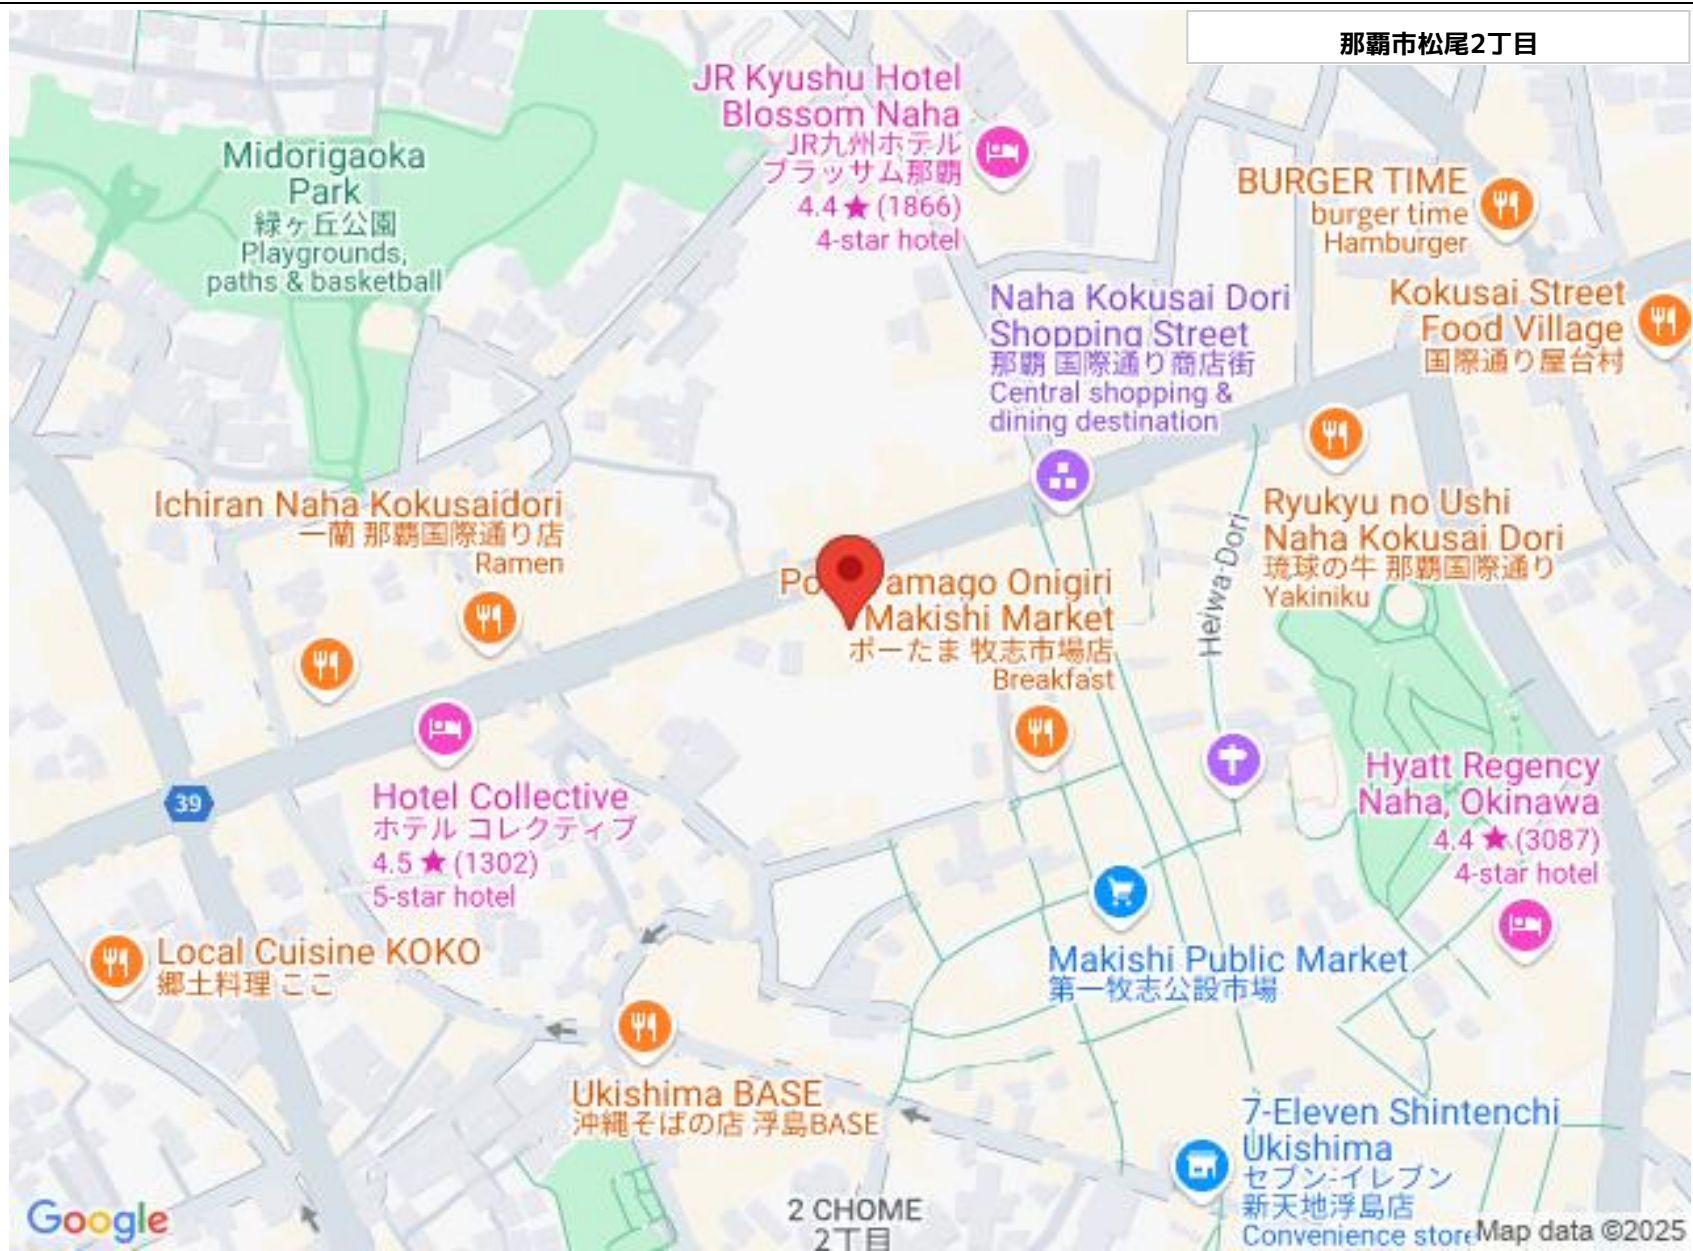 那覇市松尾2丁目
JR Kyushu Hotel
Blossom Naha
JR九州ホテル
ブラッサム那覇
4.4★(1866)
4-star hotel
Midorigaoka
Park
緑ヶ丘公園
Playgrounds,
paths & basketball
BURGER TIME
burger time
Hamburger
Kokusai Street
Food Village
国際通り屋台村
Naha Kokusai Dori
Shopping Street
那覇 国際通り商店街
Central shopping &
dining destination
Ichiran Naha Kokusaidori
一蘭 那覇国際通り店
Ramen
Ryukyu no Ushi
Naha Kokusai Dori
琉球の牛 那覇国際通り
Yakiniku
Heiwa Dori
Onigiri
Makishi Market
ポーたま 牧志市場店
Breakfast
39
Hotel Collective
ホテル コレクティブ
4.5★(1302)
5-star hotel
Hyatt Regency
Naha, Okinawa
4.4★(3087)
4-star hotel
Local Cuisine KOKO
郷土料理 ここ
Makishi Public Market
第一牧志公設市場
Ukishima BASE
沖縄そばの店 浮島BASE
7-Eleven Shintenchi
Ukishima
セブン-イレブン
新天地浮島店
Convenience store
2 CHOME
2丁目
Google
Map data ©2025